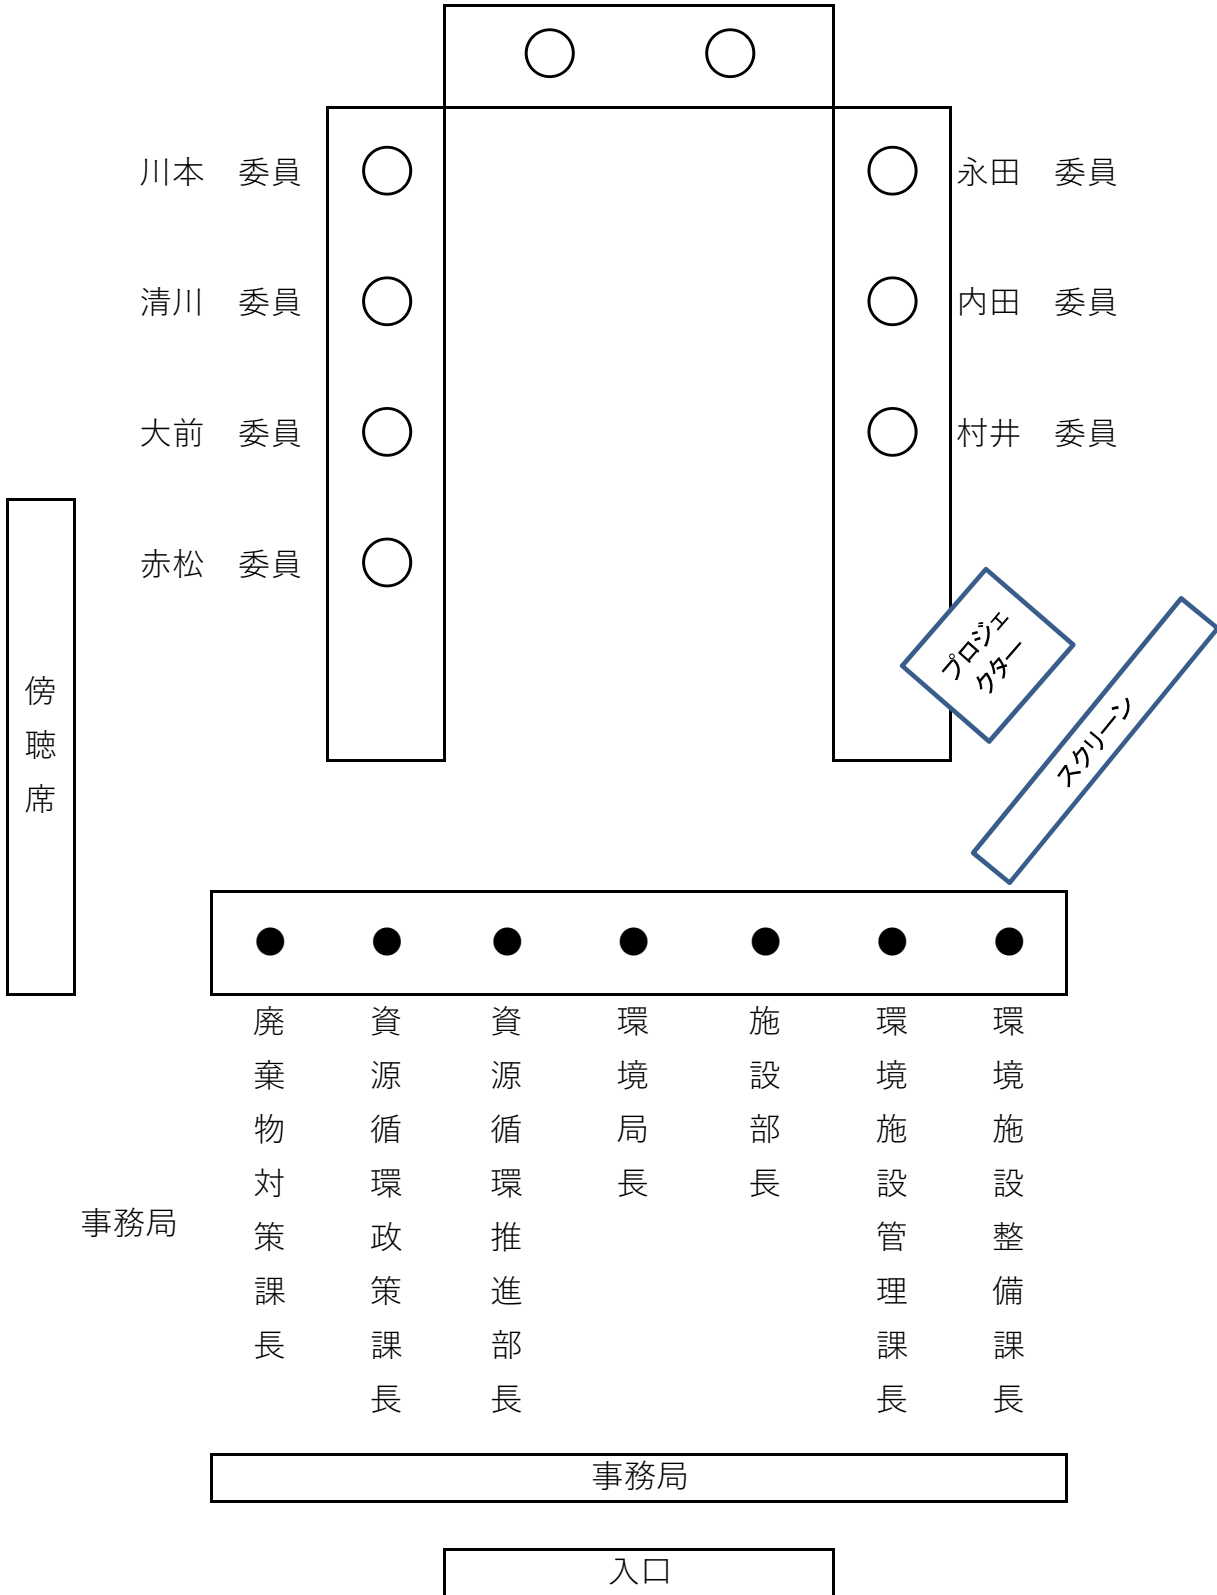 川本　委員
永田　委員
清川　委員
内田　委員
大前　委員
村井　委員
赤松　委員
プロジェ
クター
スクリーン
傍聴席
廃棄物対策課長
資源循環政策課長
資源循環推進部長
環境局長
施設部長
環境施設管理課長
環境施設整備課長
事務局
事務局
入口